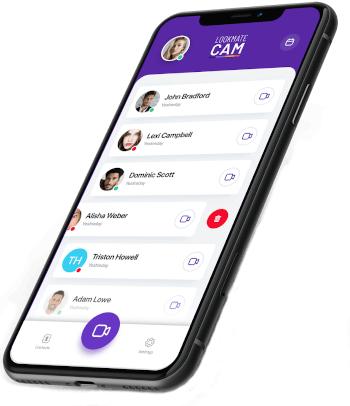 LOOKMATE
CAM
John Bradford
Yesterday
Lexi Campbell
Yesterday
Dominic Scott
Yesterday
Alisha Weber
Yesterday
TH
Triston Howell
Yesterday
Adam Lowe
Yesterday
Contacts
Settings